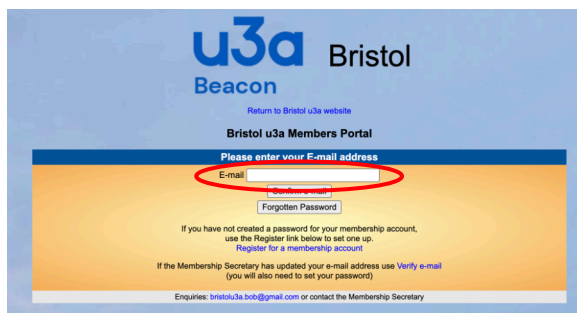 u3a Bristol
Beacon
Return to Bristol u3a website
Bristol u3a Members Portal
Please enter your E-mail address
E-mail
Confirm e-mail
Forgotten Password
If you have not created a password for your membership account,
use the Register link below to set one up.
Register for a membership account
If the Membership Secretary has updated your e-mail address use Verify e-mail
(you will also need to set your password)
Enquiries: bristolu3a.bob@gmail.com or contact the Membership Secretary